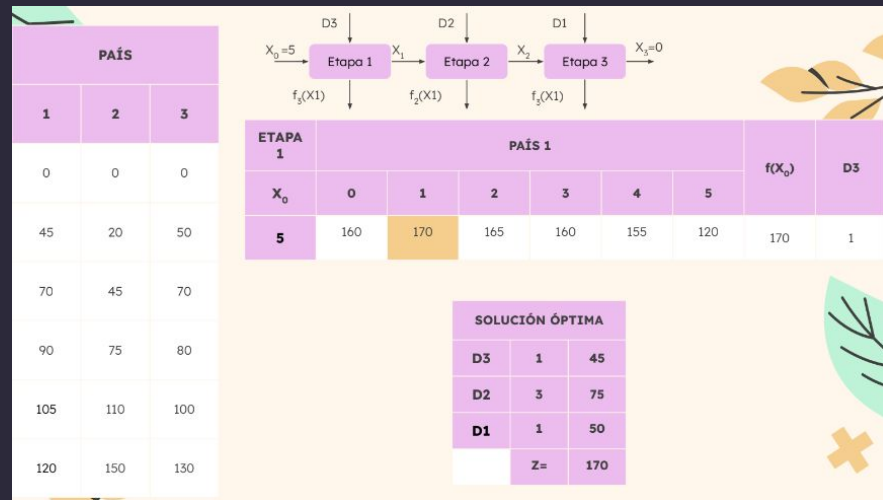 PAÍS
1 2 3
0 0 0
45 20 50
70 45 70
90 75 80
105 110 100
120 150 130
D3 D2 D1
X₀=5 Etapa 1 X₁ Etapa 2 X₂ Etapa 3 X₃=0
f₃(X1) f₂(X1) f₃(X1)
ETAPA 1 PAÍS 1 f(X₀) D3
X₀ 0 1 2 3 4 5
5 160 170 165 160 155 120 170 1
SOLUCIÓN ÓPTIMA
D3 1 45
D2 3 75
D1 1 50
Z= 170